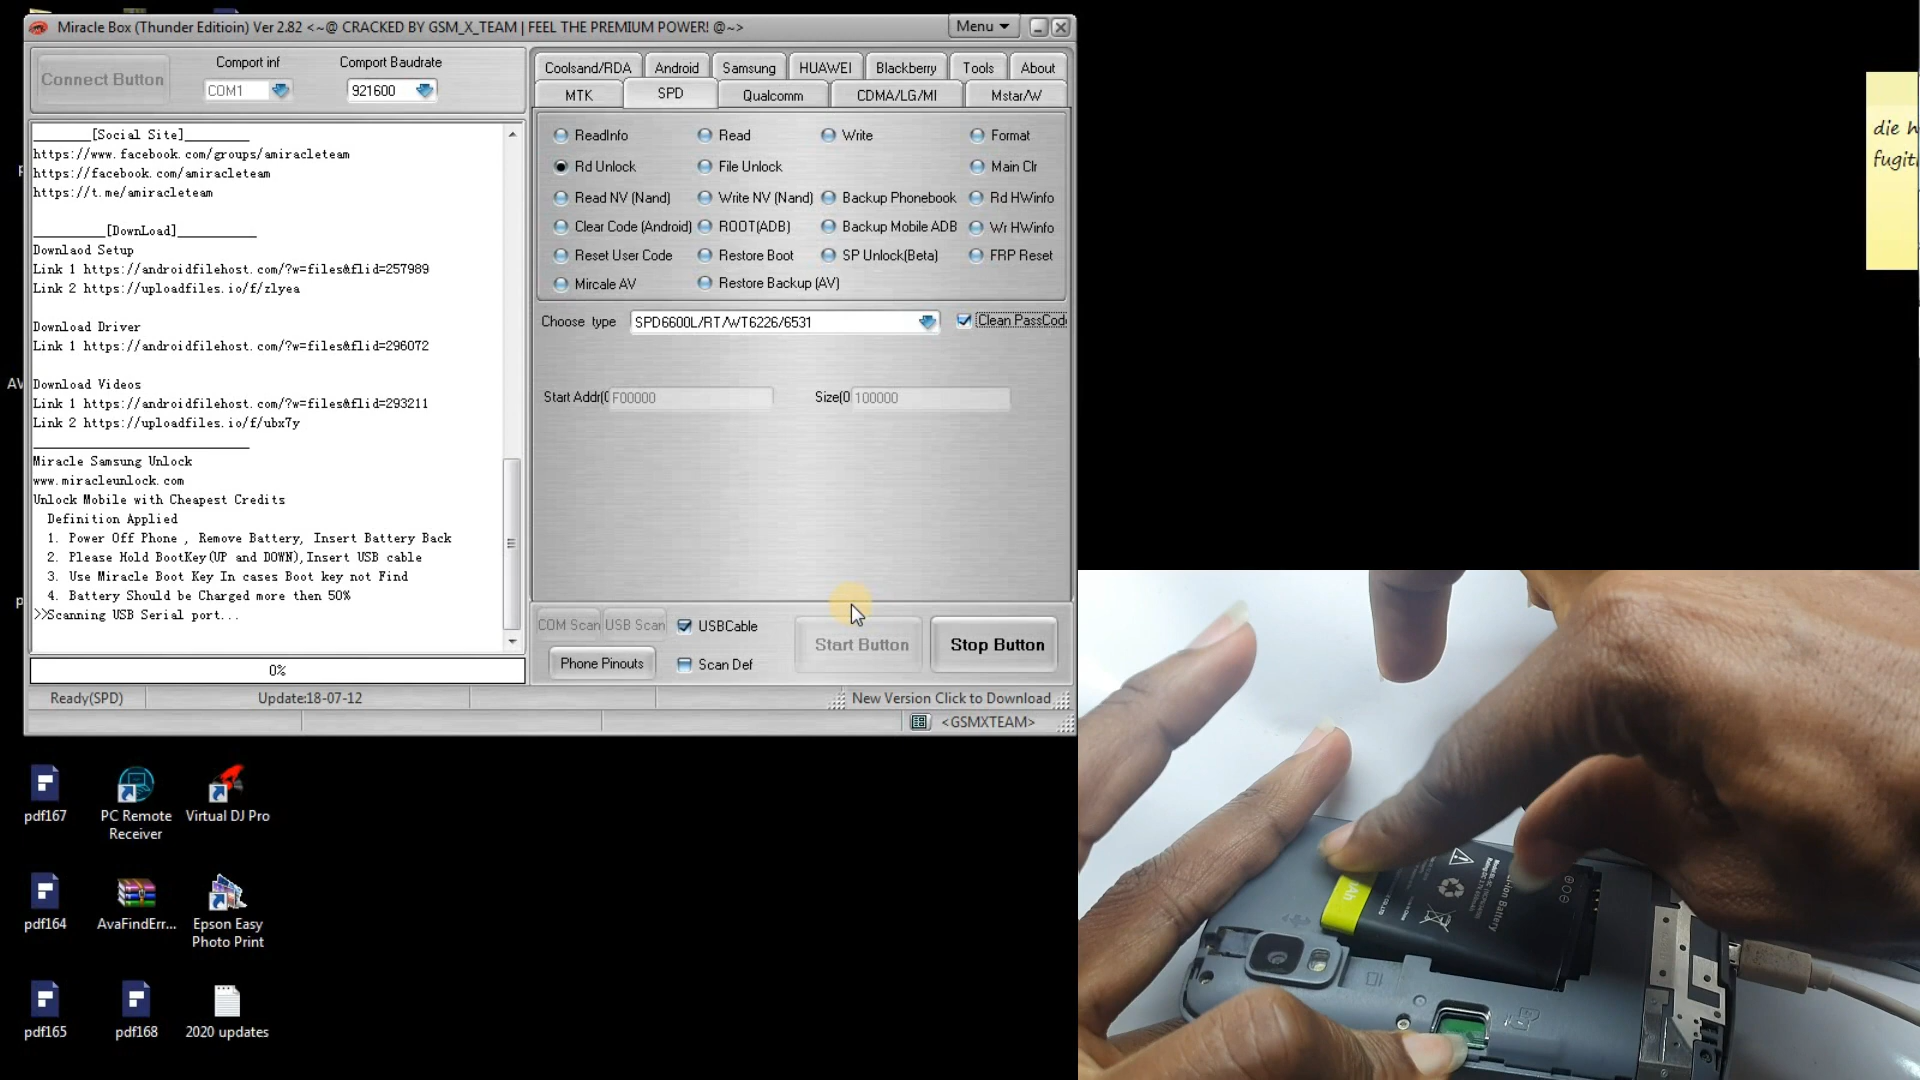 Miracle Box (Thunder Editioin) Ver 2.82 <~@ CRACKED BY GSM_X_TEAM | FEEL THE PREMIUM POWER! @~>
Menu
Connect Button
Comport inf
COM1
Comport Baudrate
921600
[Social Site]
https://www.facebook.com/groups/amiracleteam
https://facebook.com/amiracleteam
https://t.me/amiracleteam
[DownLoad]
Downlaod Setup
Link 1 https://androidfilehost.com/?w=files&flid=257989
Link 2 https://uploadfiles.io/f/zlyea
Download Driver
Link 1 https://androidfilehost.com/?w=files&flid=296072
Download Videos
Link 1 https://androidfilehost.com/?w=files&flid=293211
Link 2 https://uploadfiles.io/f/ubx7y
Miracle Samsung Unlock
www.miracleunlock.com
Unlock Mobile with Cheapest Credits
Definition Applied
1. Power Off Phone , Remove Battery, Insert Battery Back
2. Please Hold BootKey(UP and DOWN),Insert USB cable
3. Use Miracle Boot Key In cases Boot key not Find
4. Battery Should be Charged more then 50%
>>Scanning USB Serial port...
0%
Coolsand/RDA Android Samsung HUAWEI Blackberry Tools About
MTK SPD Qualcomm CDMA/LG/MI Mstar/W
ReadInfo Read Write Format
Rd Unlock File Unlock Main Clr
Read NV (Nand) Write NV (Nand) Backup Phonebook Rd HWinfo
Clear Code (Android) ROOT(ADB) Backup Mobile ADB Wr HWinfo
Reset User Code Restore Boot SP Unlock(Beta) FRP Reset
Mircale AV Restore Backup (AV)
Choose type SPD6600L/RT/WT6226/6531 Clean PassCod
Start Addr(0 F00000 Size(0 100000
COM Scan USB Scan USBCable
Start Button Stop Button
Phone Pinouts Scan Def
Ready(SPD) Update:18-07-12 New Version Click to Download
<GSMXTEAM>
die h
fugit
AV
pdf167
PC Remote
Receiver
Virtual DJ Pro
pdf164
AvaFindErr...
Epson Easy
Photo Print
pdf165
pdf168
2020 updates
Li-ion Battery